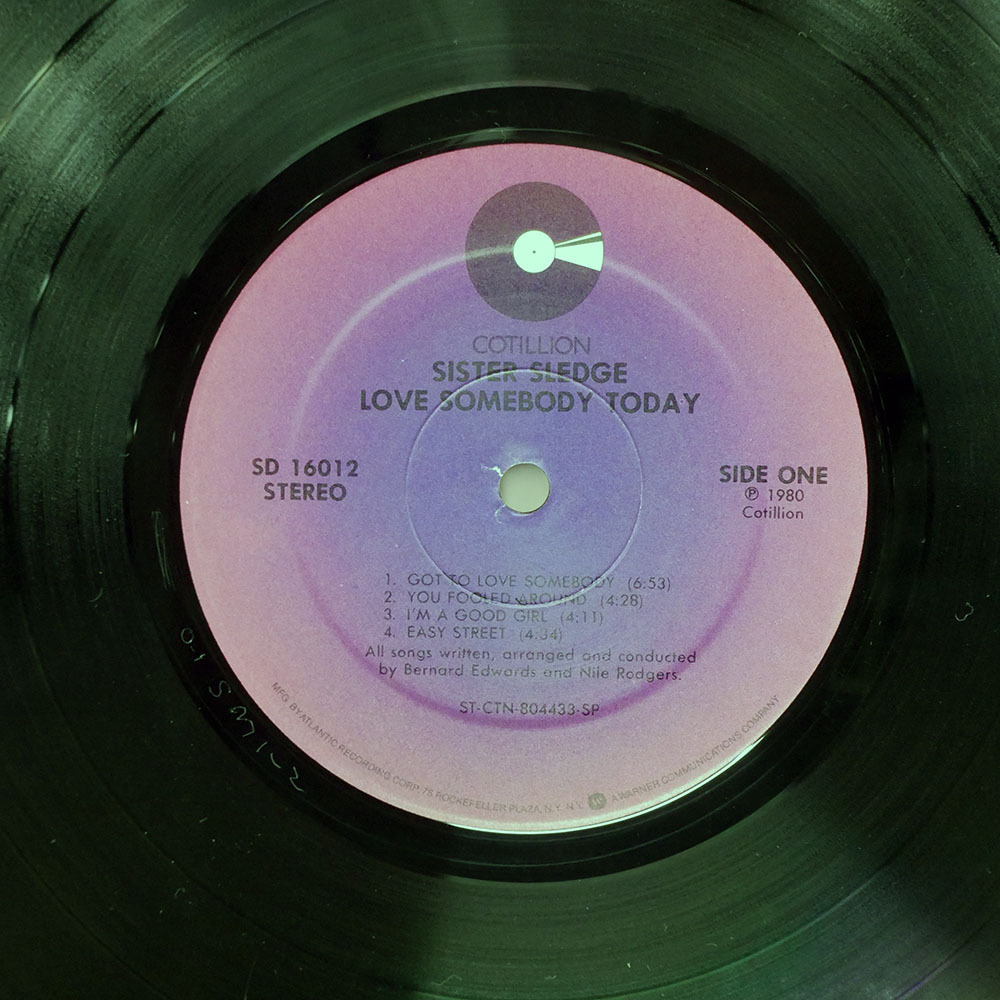 COTILLION
SISTER SLEDGE
LOVE SOMEBODY TODAY
SD 16012
STEREO
SIDE ONE
℗ 1980
Cotillion
1. GOT TO LOVE SOMEBODY (6:53)
2. YOU FOOLED AROUND (4:28)
3. I'M A GOOD GIRL (4:11)
4. EASY STREET (4:34)
All songs written, arranged and conducted
by Bernard Edwards and Nile Rodgers.
ST-CTN-804433-SP
MFG. BY ATLANTIC RECORDING CORP. 75 ROCKEFELLER PLAZA, N.Y. N.Y. A WARNER COMMUNICATIONS COMPANY